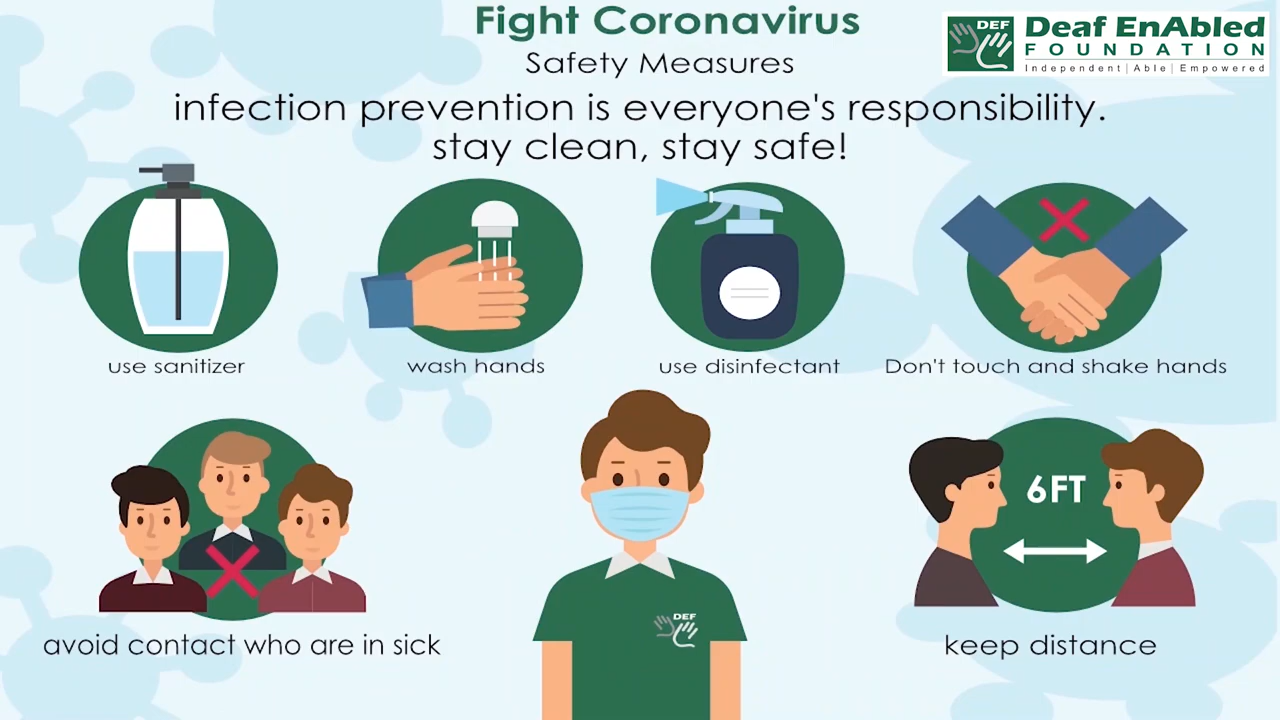 Fight Coronavirus
Safety Measures
DEF
Deaf EnAbled
FOUNDATION
Independent | Able | Empowered
infection prevention is everyone's responsibility.
stay clean, stay safe!
use sanitizer
wash hands
use disinfectant
Don't touch and shake hands
6FT
DEF
avoid contact who are in sick
keep distance